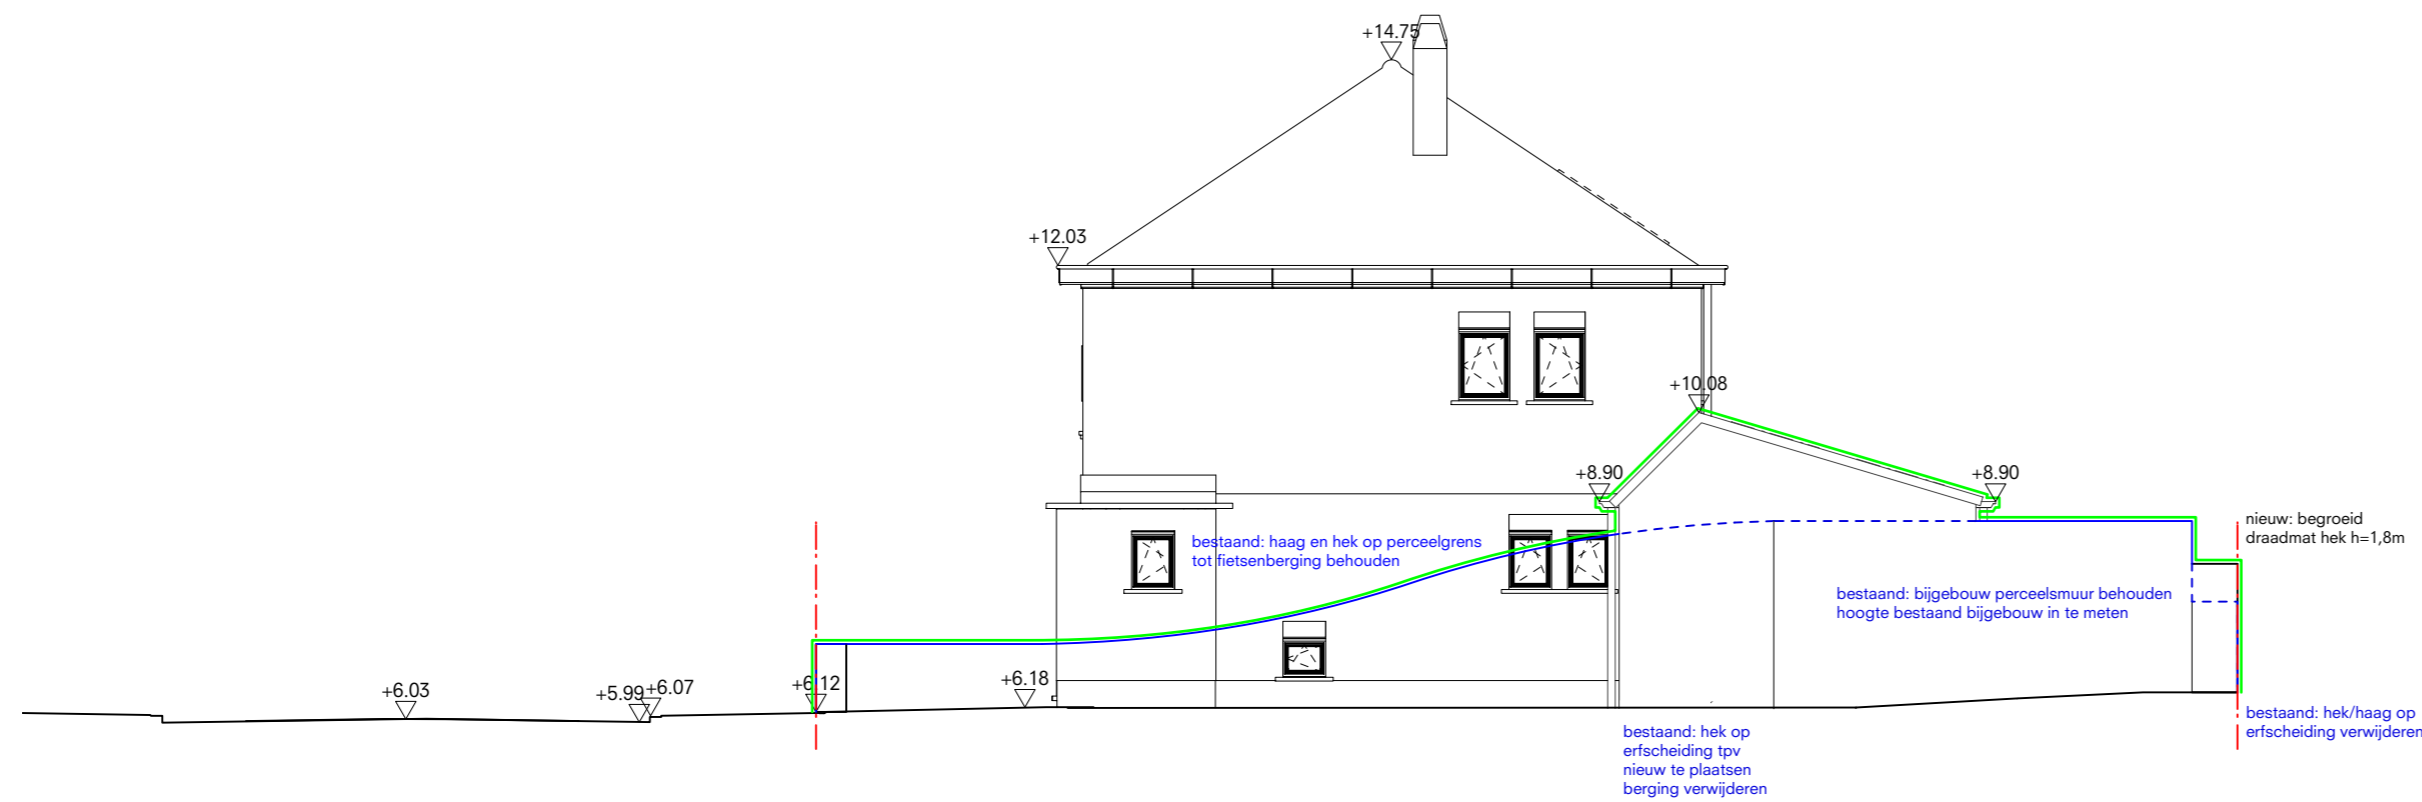 +14.75
+12.03
+10.08
+8.90
+8.90
nieuw: begroeid
draadmat hek h=1,8m
bestaand: haag en hek op perceelgrens
tot fietsenberging behouden
bestaand: bijgebouw perceelsmuur behouden
hoogte bestaand bijgebouw in te meten
+6.03
+5.99
+6.07
+6.12
+6.18
bestaand: hek/haag op
erfscheiding verwijderen
bestaand: hek op
erfscheiding tpv
nieuw te plaatsen
berging verwijderen